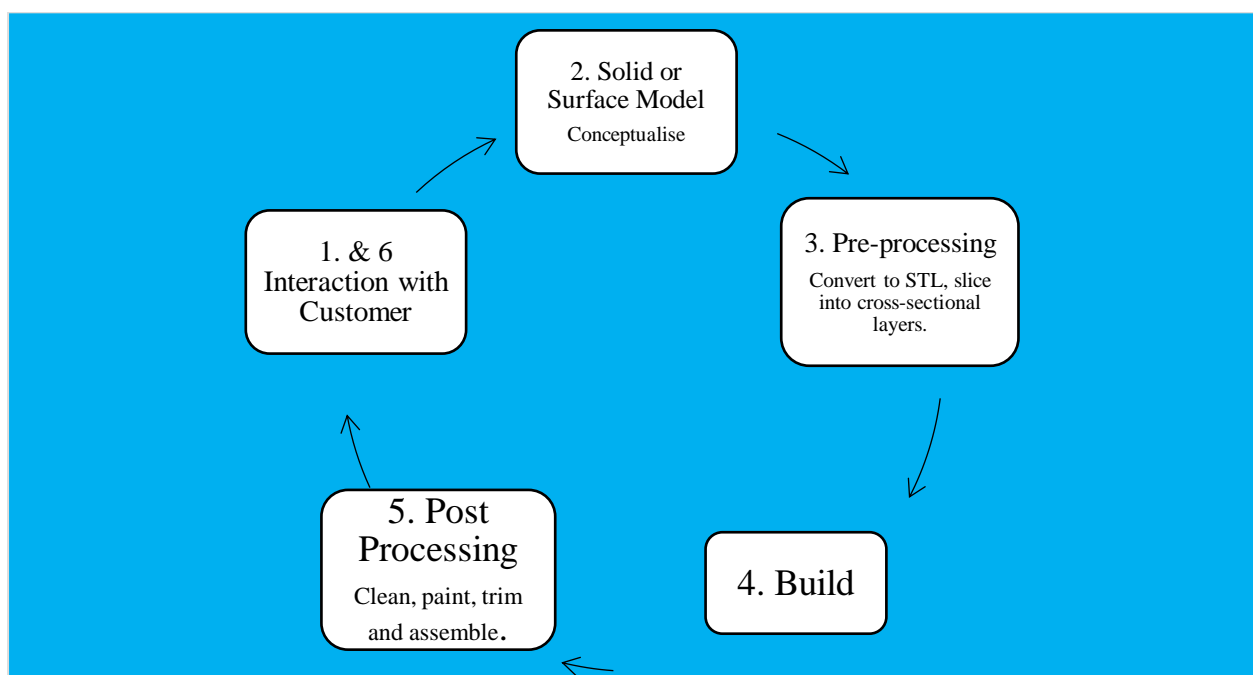 1. & 6
Interaction with
Customer
2. Solid or
Surface Model
Conceptualise
3. Pre-processing
Convert to STL, slice
into cross-sectional
layers.
4. Build
5. Post
Processing
Clean, paint, trim
and assemble.